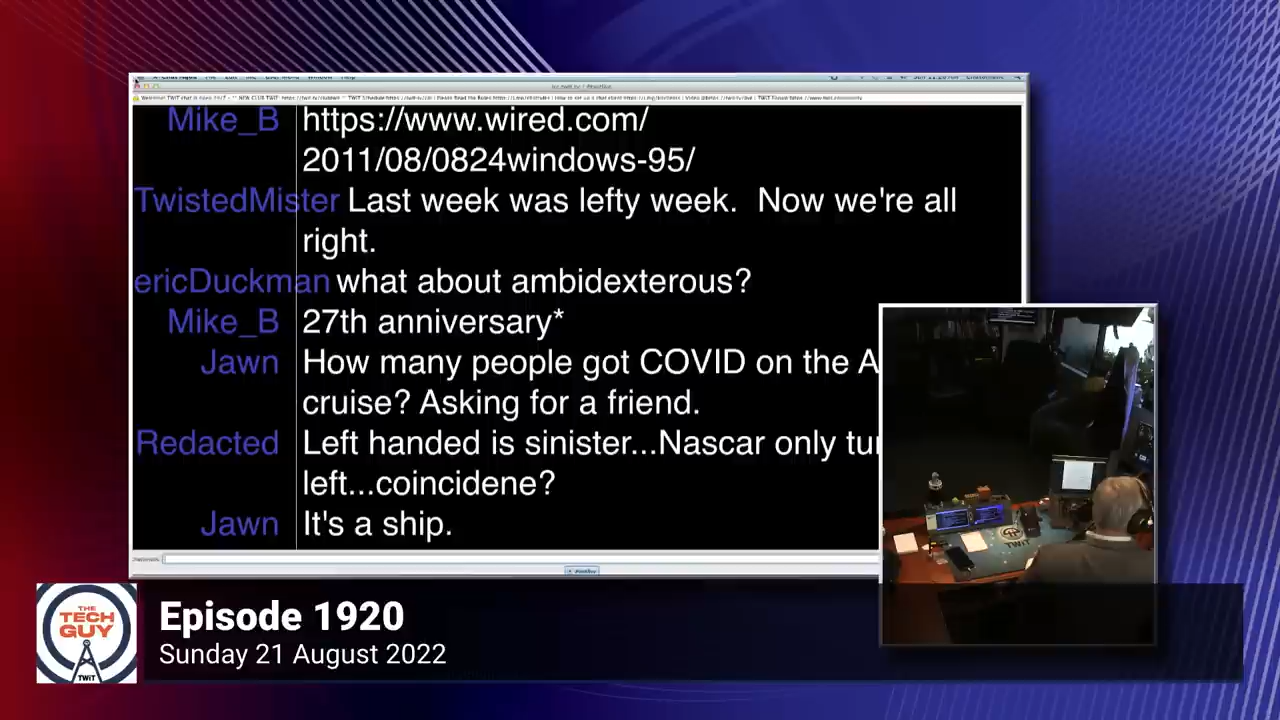 Mike_B https://www.wired.com/
2011/08/0824windows-95/
TwistedMister Last week was lefty week. Now we're all
right.
ericDuckman what about ambidexterous?
Mike_B 27th anniversary*
Jawn How many people got COVID on the A
cruise? Asking for a friend.
Redacted Left handed is sinister...Nascar only tur
left...coincidene?
Jawn It's a ship.
TWiT
THE
TECH
GUY
TWiT
Episode 1920
Sunday 21 August 2022